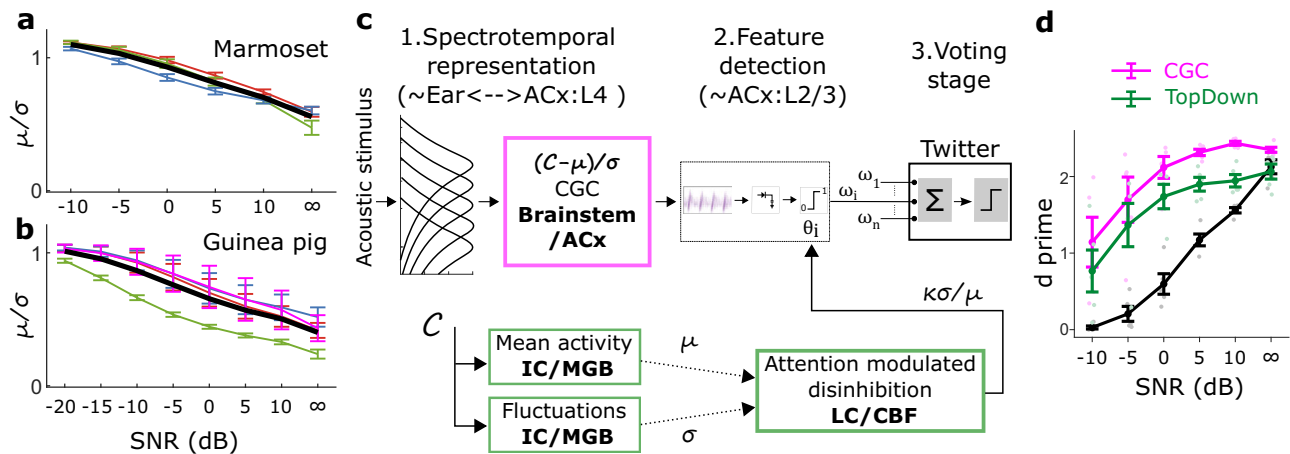 a
Marmoset
μ/σ
1
0
-10 -5 0 5 10 ∞
b
Guinea pig
μ/σ
1
0
-20 -15 -10 -5 0 5 10 ∞
SNR (dB)
c
1.Spectrotemporal
representation
(~Ear<-->ACx:L4 )
2.Feature
detection
(~ACx:L2/3)
3.Voting
stage
Acoustic stimulus
(C-μ)/σ
CGC
Brainstem
/ACx
0
1
θi
ωi
Twitter
ω1
ωn
Σ
κσ/μ
C
Mean activity
IC/MGB
μ
Fluctuations
IC/MGB
σ
Attention modulated
disinhibition
LC/CBF
d
CGC
TopDown
d prime
2
1
0
-10 -5 0 5 10 ∞
SNR (dB)